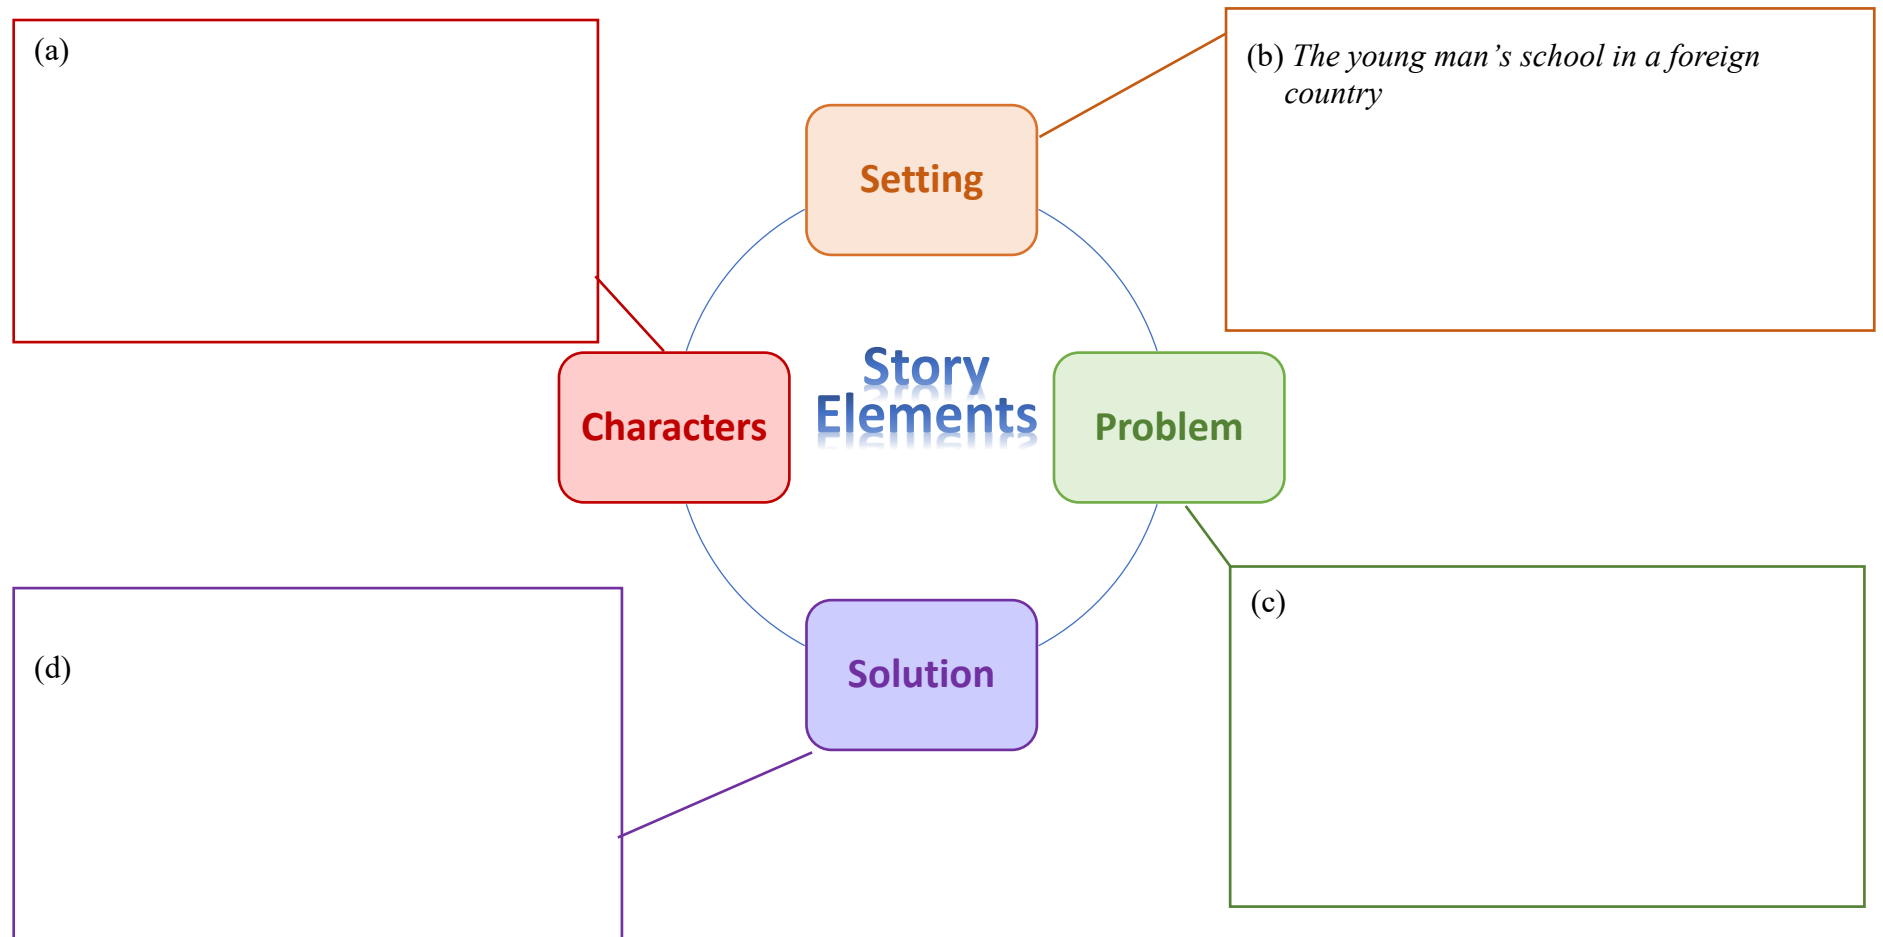 (a)
(b) The young man’s school in a foreign
country
Setting
Story
Elements
Characters
Problem
(c)
(d)
Solution